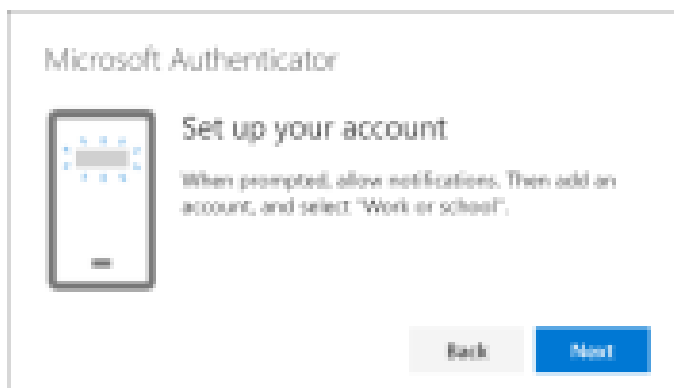 Microsoft Authenticator
Set up your account
When prompted, allow notifications. Then add an
account, and select "Work or school".
Back
Next